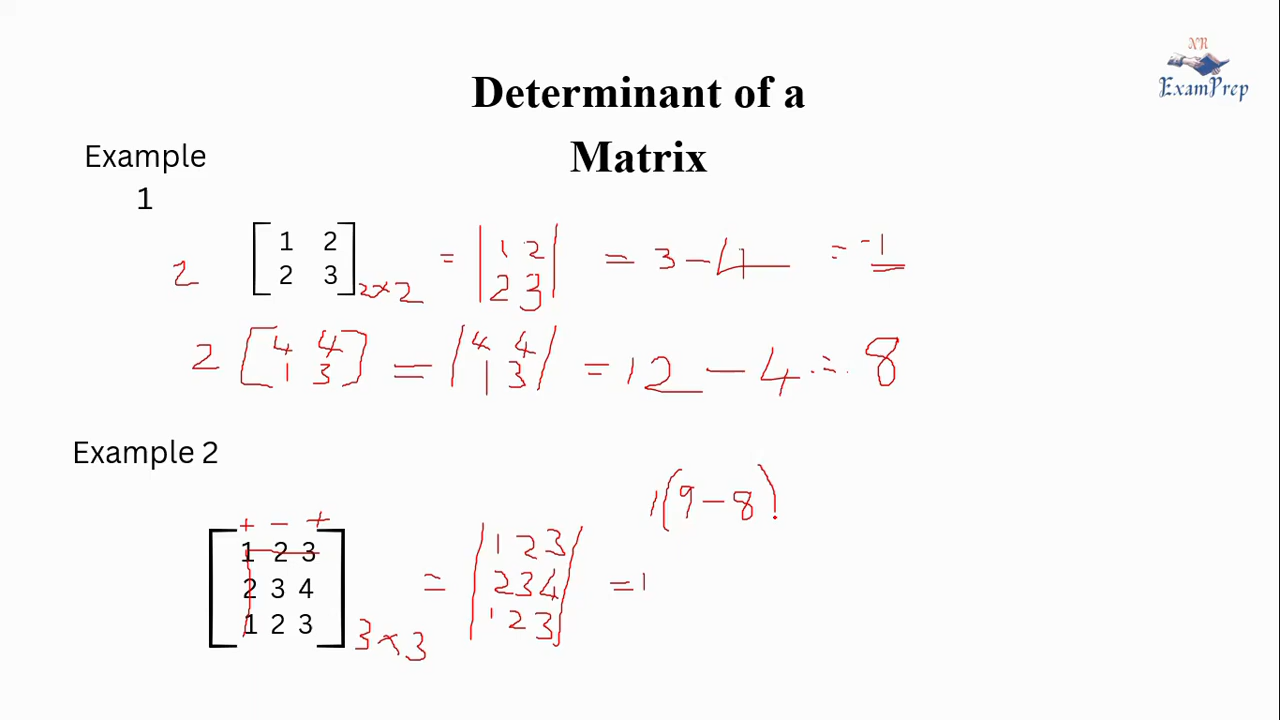 NR
ExamPrep
Determinant of a
Matrix
Example
1
2 [1 2
2 3] 2×2 = |1 2
2 3| = 3 - 4 = -1
2 [4 4
1 3] = |4 4
1 3| = 12 - 4 = 8
Example 2
1(9-8)
+ - +
[1 2 3
2 3 4
1 2 3] 3×3 = |1 2 3
2 3 4
1 2 3| = 1